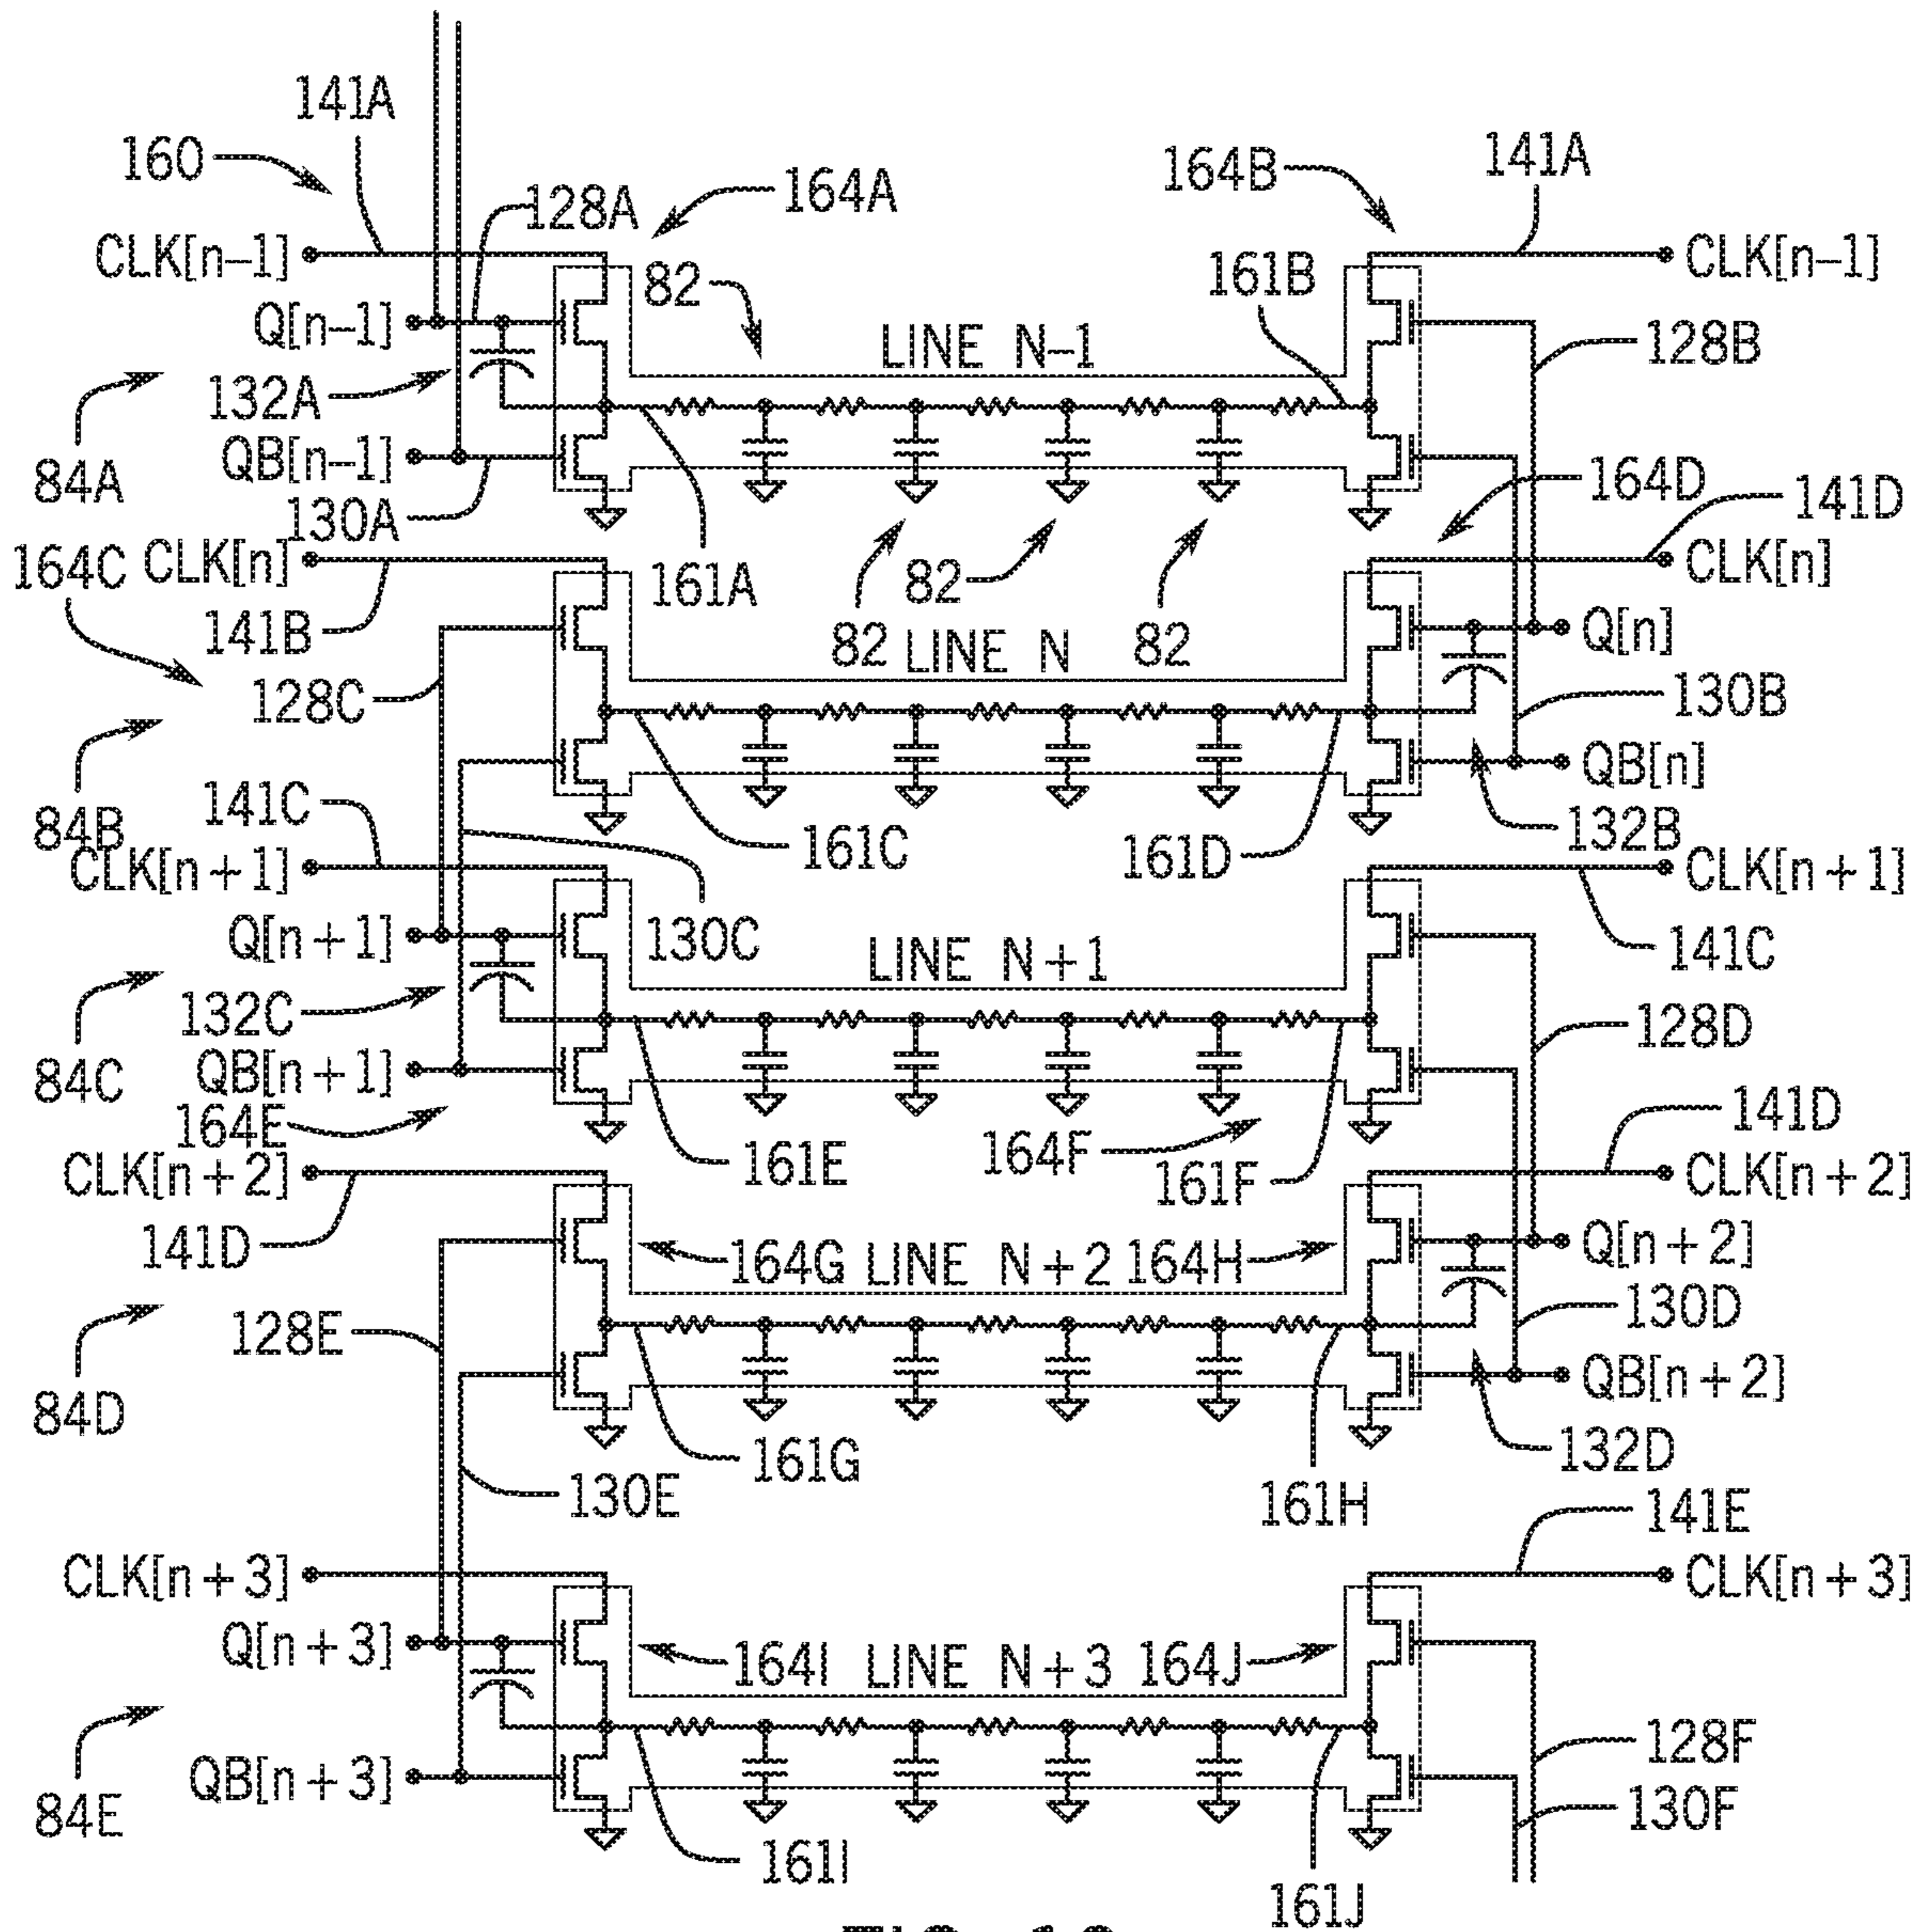 141A
160
164A
164B
141A
128A
CLK[n–1]
CLK[n–1]
82
161B
Q[n–1]
LINE N–1
128B
132A
84A
QB[n–1]
130A
164D
141D
164C
CLK[n]
161A
82
CLK[n]
141B
82
LINE N
82
Q[n]
128C
130B
84B
141C
QB[n]
161C
161D
132B
CLK[n+1]
CLK[n+1]
Q[n+1]
130C
LINE N+1
141C
132C
128D
84C
QB[n+1]
164E
161E
164F
161F
141D
CLK[n+2]
CLK[n+2]
141D
164G
LINE N+2
164H
Q[n+2]
128E
130D
84D
QB[n+2]
130E
161G
161H
132D
141E
CLK[n+3]
CLK[n+3]
Q[n+3]
164I
LINE N+3
164J
84E
QB[n+3]
128F
130F
161I
161J